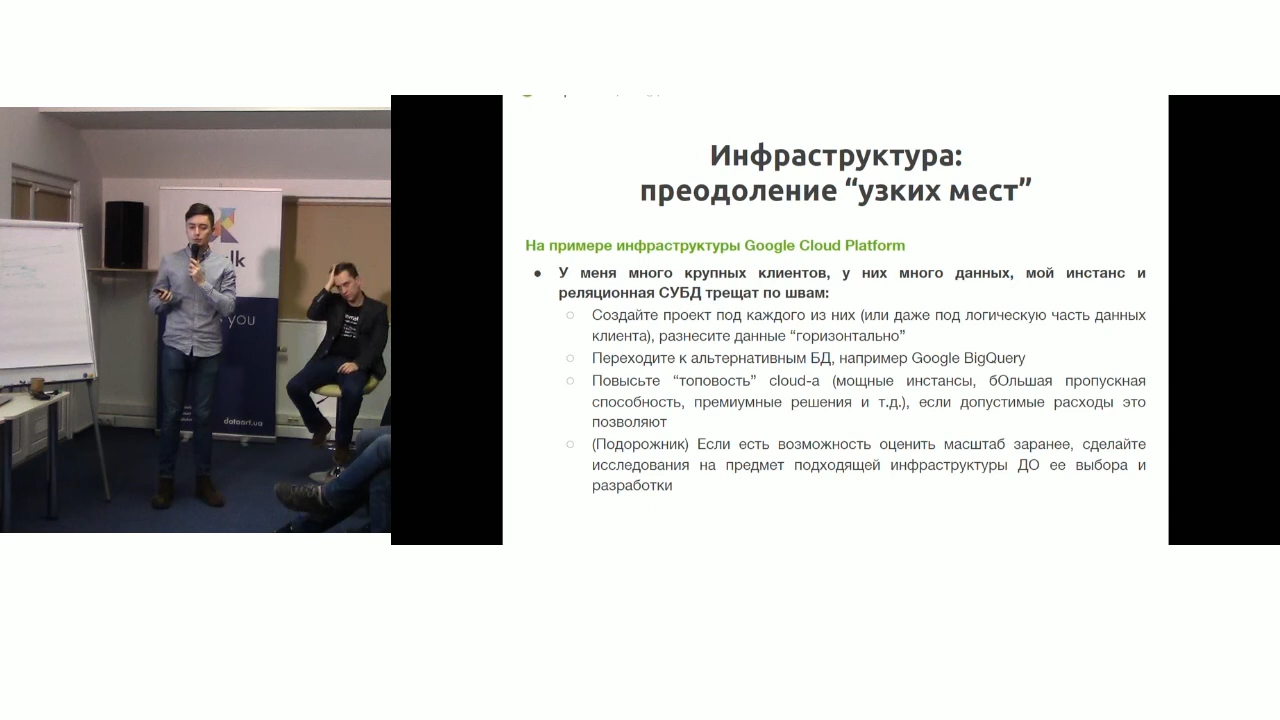 Инфраструктура:
преодоление “узких мест”
На примере инфраструктуры Google Cloud Platform
● У меня много крупных клиентов, у них много данных, мой инстанс и
реляционная СУБД трещат по швам:
○ Создайте проект под каждого из них (или даже под логическую часть данных
клиента), разнесите данные “горизонтально”
○ Переходите к альтернативным БД, например Google BigQuery
○ Повысьте “топовость” cloud-а (мощные инстансы, бОльшая пропускная
способность, премиумные решения и т.д.), если допустимые расходы это
позволяют
○ (Подорожник) Если есть возможность оценить масштаб заранее, сделайте
исследования на предмет подходящей инфраструктуры ДО ее выбора и
разработки
you
dataart.ua